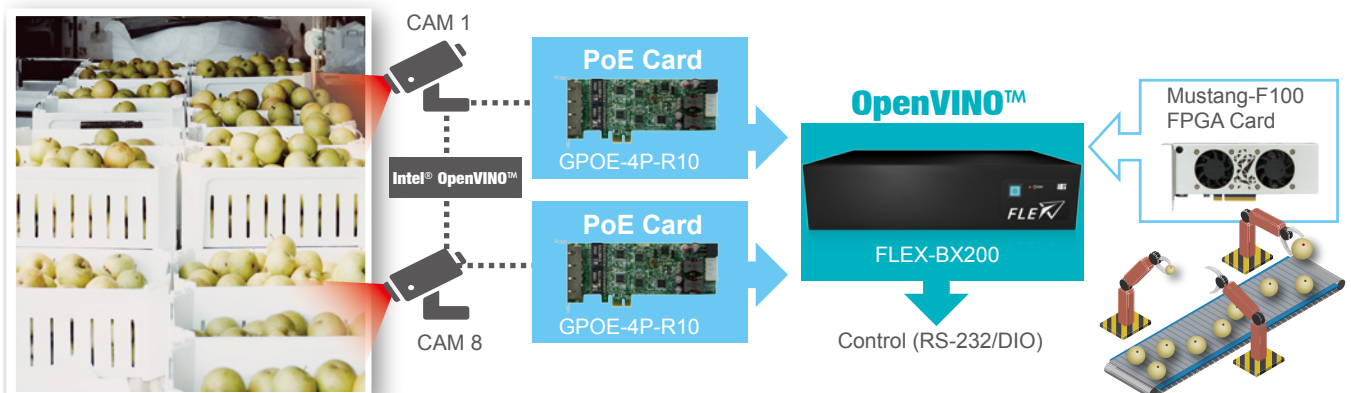 CAM 1
Intel® OpenVINO™
CAM 8
PoE Card
GPOE-4P-R10
PoE Card
GPOE-4P-R10
OpenVINO™
FLEX
FLEX-BX200
Control (RS-232/DIO)
Mustang-F100
FPGA Card